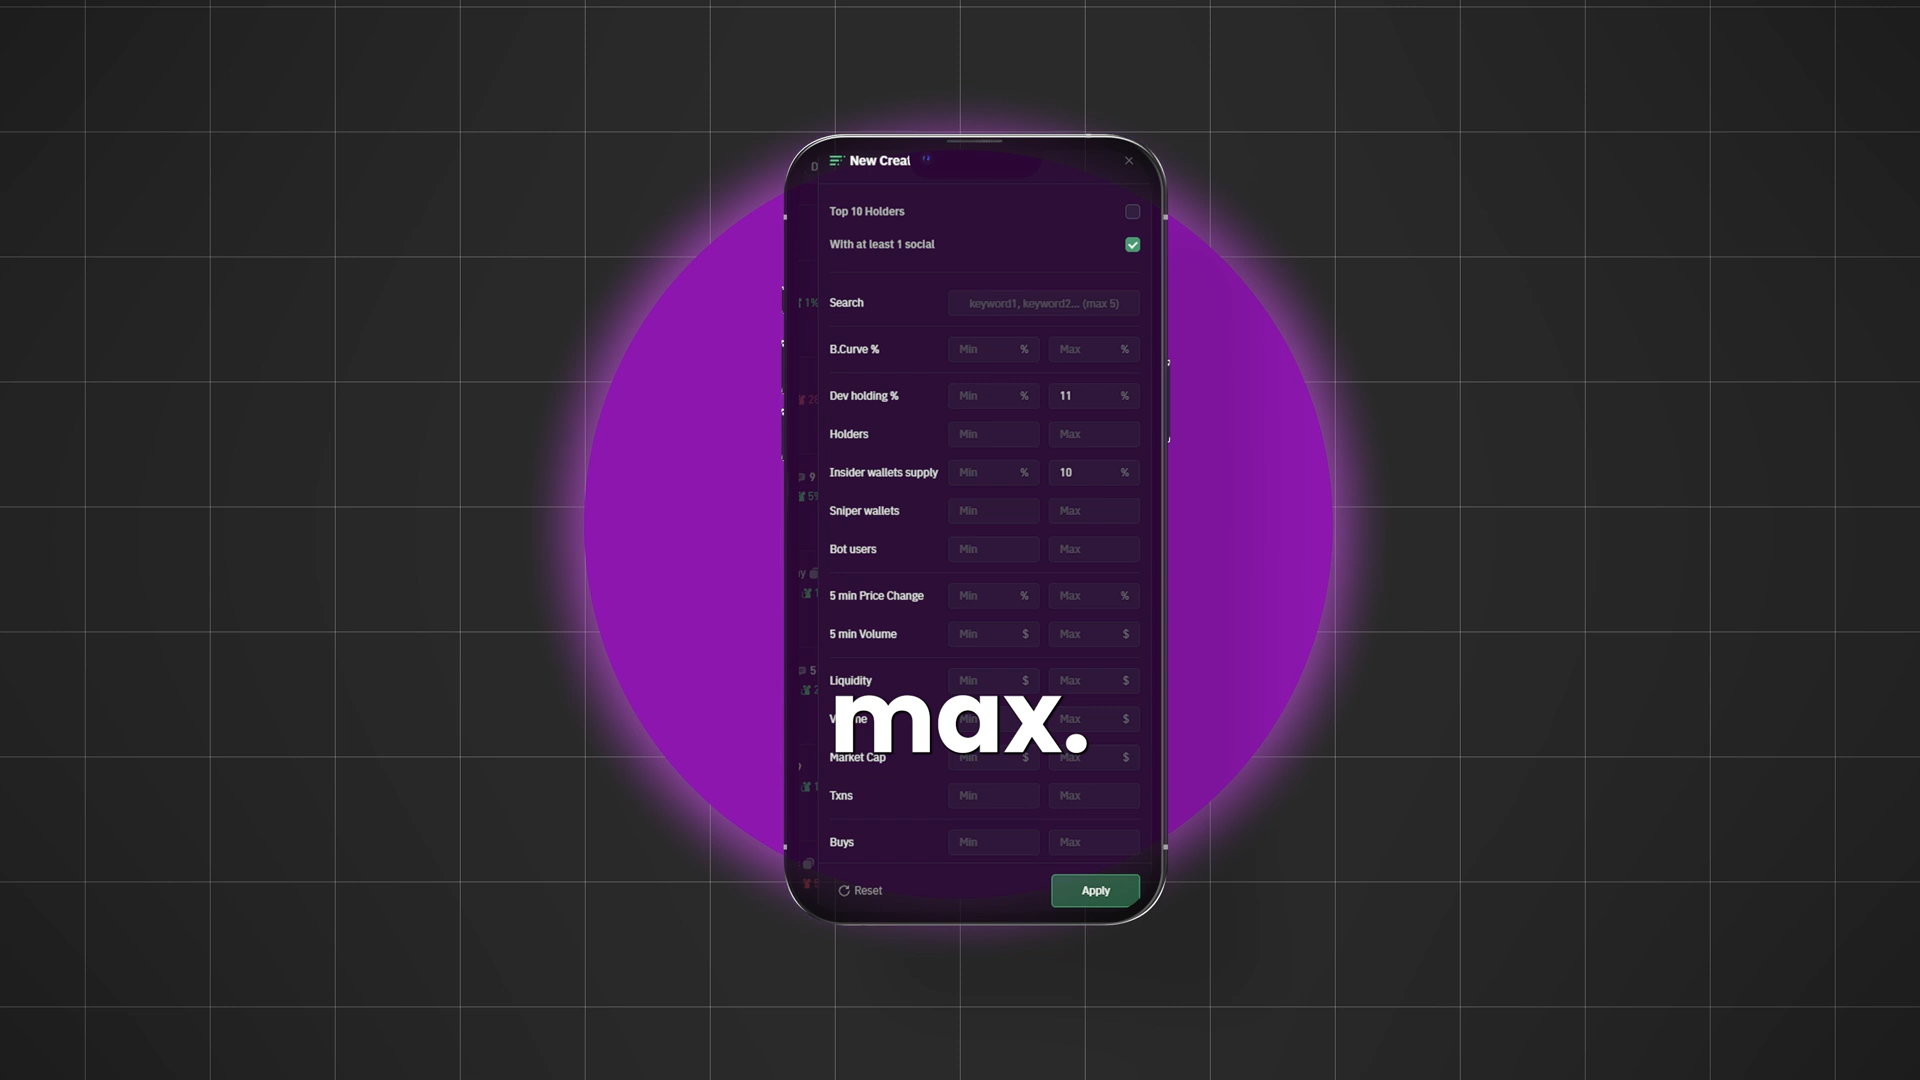 New Creat
Top 10 Holders
With at least 1 social
Search keyword1, keyword2... (max 5)
B.Curve % Min % Max %
Dev holding % Min % 11 %
Holders Min Max
Insider wallets supply Min % 10 %
Sniper wallets Min Max
Bot users Min Max
5 min Price Change Min % Max %
5 min Volume Min $ Max $
Liquidity Min $ Max $
max.
Max $
Market Cap Min $ Max $
Txns Min Max
Buys Min Max
Reset Apply